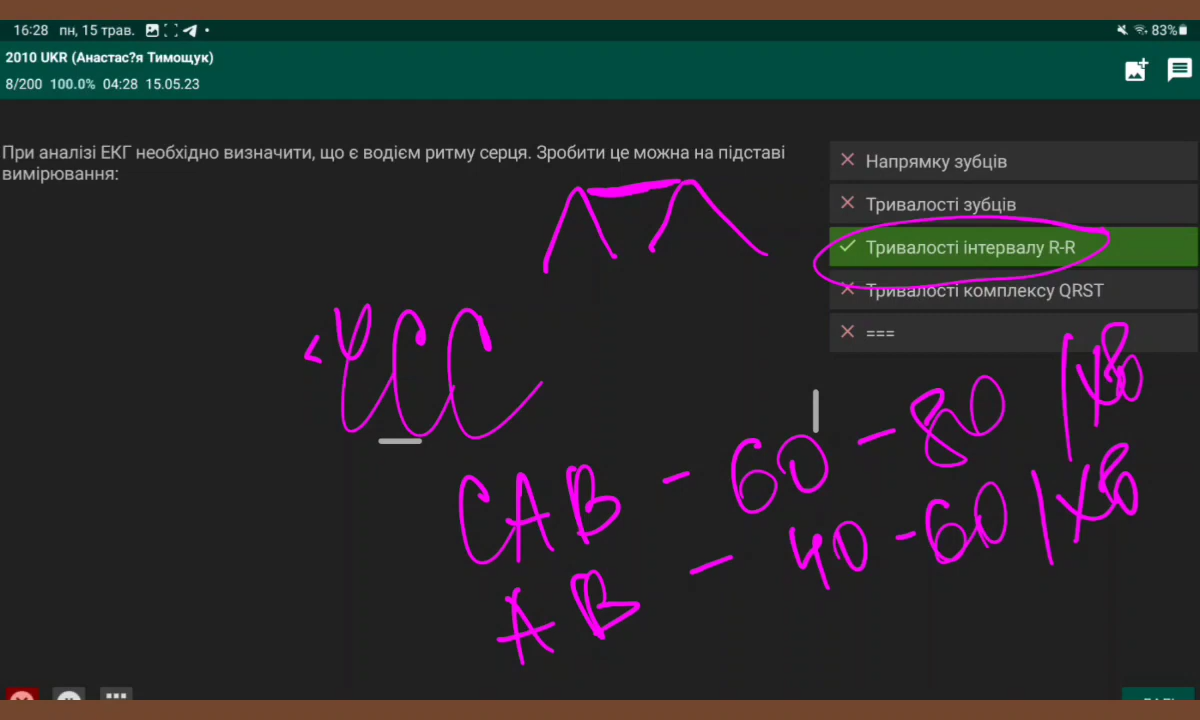 16:28 пн, 15 трав. 83%
2010 UKR (Анастас?я Тимощук)
8/200 100.0% 04:28 15.05.23
При аналізі ЕКГ необхідно визначити, що є водієм ритму серця. Зробити це можна на підставі
вимірювання:
Напрямку зубців
Тривалості зубців
Тривалості інтервалу R-R
Тривалості комплексу QRST
===
ЧСС
САВ - 60 - 80 / хв
АВ - 40 - 60 / хв